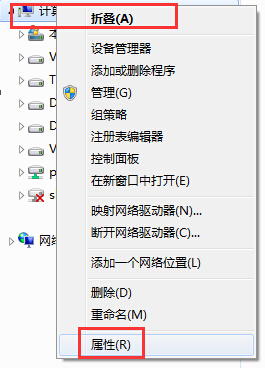 计算
折叠(A)
本
设备管理器
V
添加或删除程序
T
管理(G)
D
组策略
D
注册表编辑器
V
控制面板
p
在新窗口中打开(E)
s
映射网络驱动器(N)...
网络
断开网络驱动器(C)...
添加一个网络位置(L)
删除(D)
重命名(M)
属性(R)